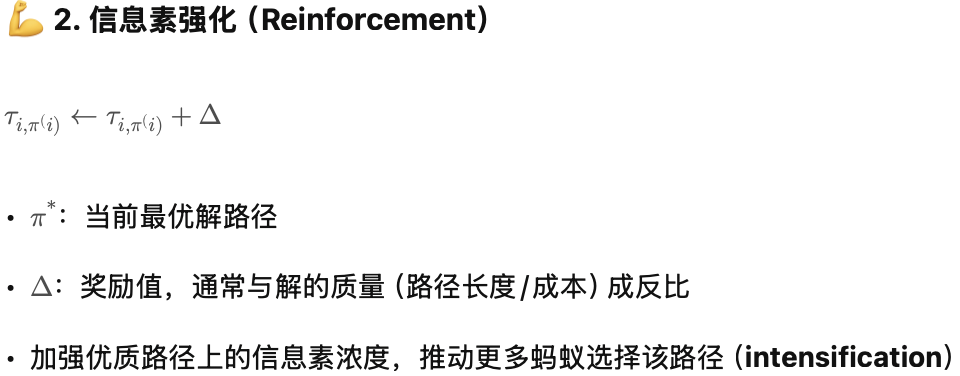 💪 2. 信息素强化（Reinforcement）
τ_{i,π^(i)} ← τ_{i,π^(i)} + Δ
• π^*：当前最优解路径
• Δ：奖励值，通常与解的质量（路径长度/成本）成反比
• 加强优质路径上的信息素浓度，推动更多蚂蚁选择该路径（intensification）